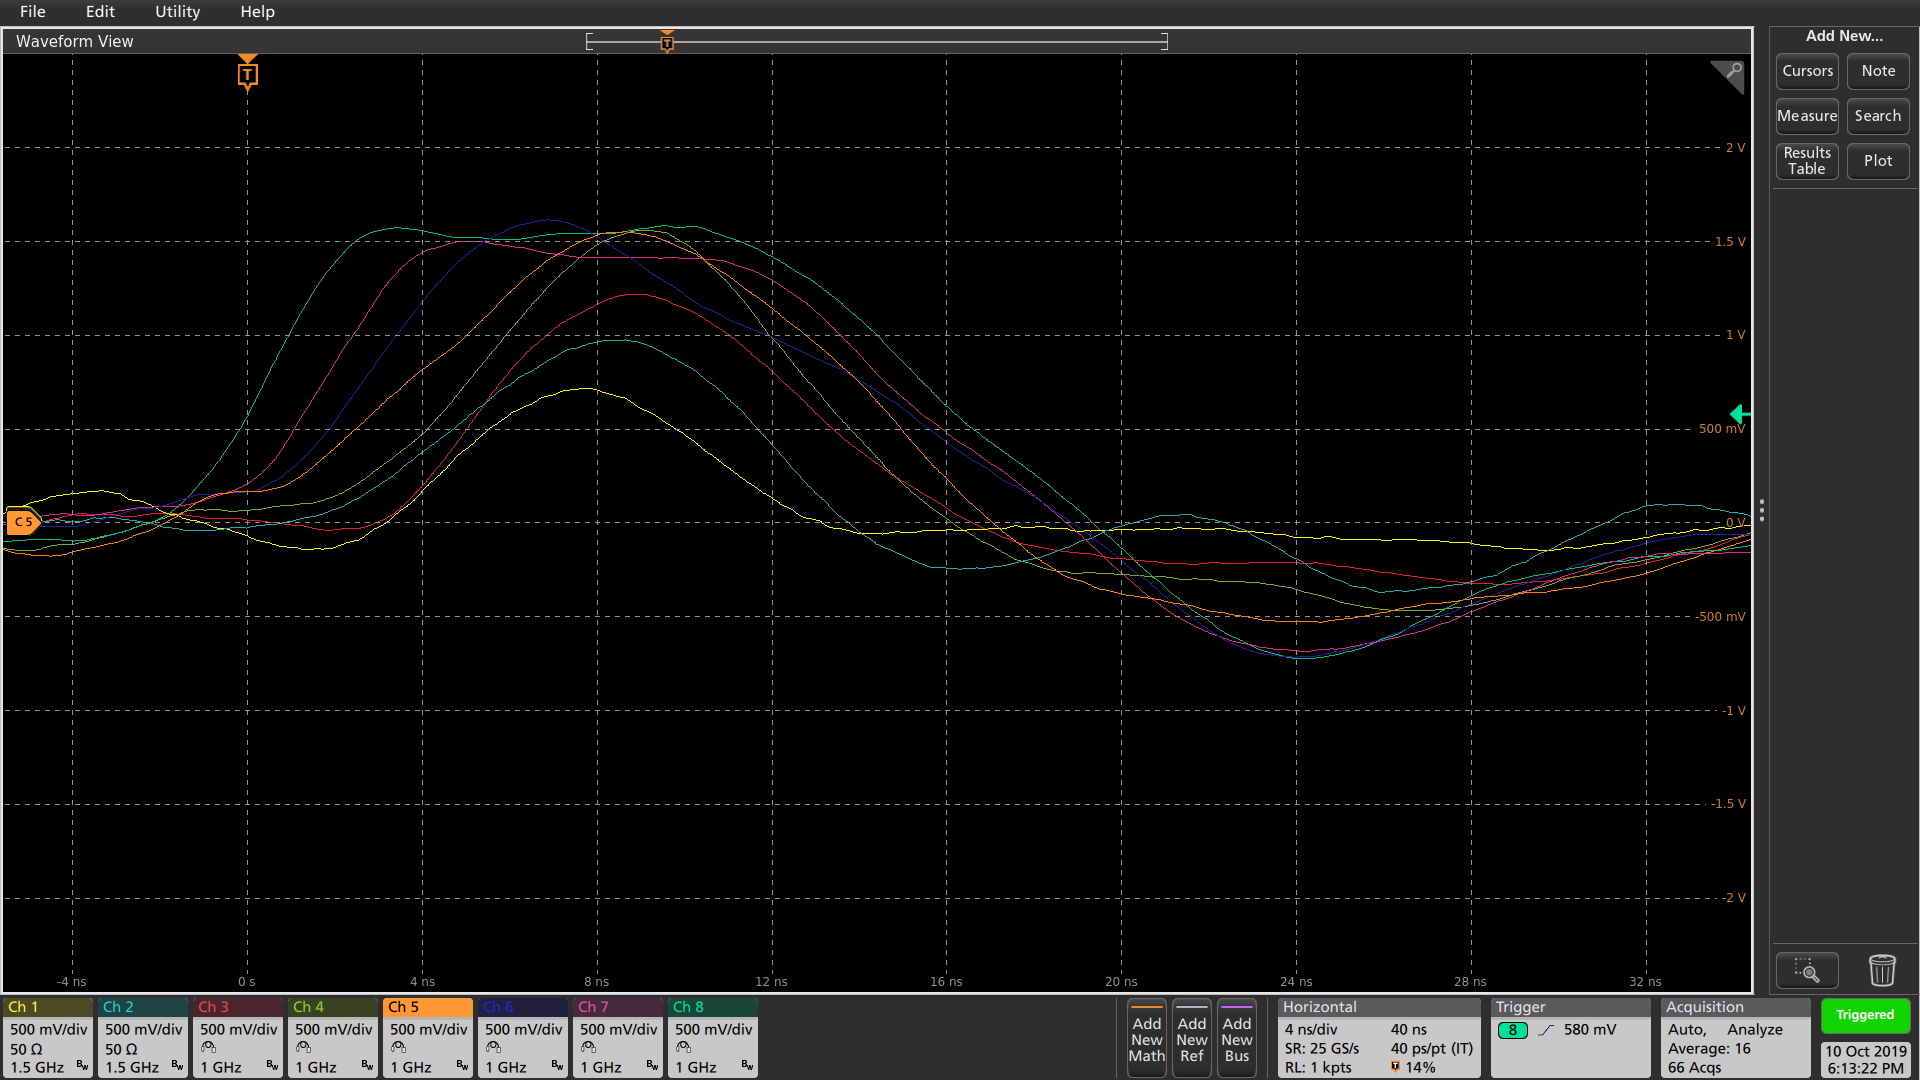 File Edit Utility Help
Waveform View
T
T
2 V
1.5 V
1 V
500 mV
0 V
-500 mV
-1 V
-1.5 V
-2 V
C 5
-4 ns 0 s 4 ns 8 ns 12 ns 16 ns 20 ns 24 ns 28 ns 32 ns
Add New...
Cursors Note
Measure Search
Results Table Plot
Ch 1
500 mV/div
50 Ω
1.5 GHz Bw
Ch 2
500 mV/div
50 Ω
1.5 GHz Bw
Ch 3
500 mV/div
1 GHz Bw
Ch 4
500 mV/div
1 GHz Bw
Ch 5
500 mV/div
1 GHz Bw
Ch 6
500 mV/div
1 GHz Bw
Ch 7
500 mV/div
1 GHz Bw
Ch 8
500 mV/div
1 GHz Bw
Add
New
Math
Add
New
Ref
Add
New
Bus
Horizontal
4 ns/div 40 ns
SR: 25 GS/s 40 ps/pt (IT)
RL: 1 kpts T 14%
Trigger
8 580 mV
Acquisition
Auto, Analyze
Average: 16
66 Acqs
Triggered
10 Oct 2019
6:13:22 PM